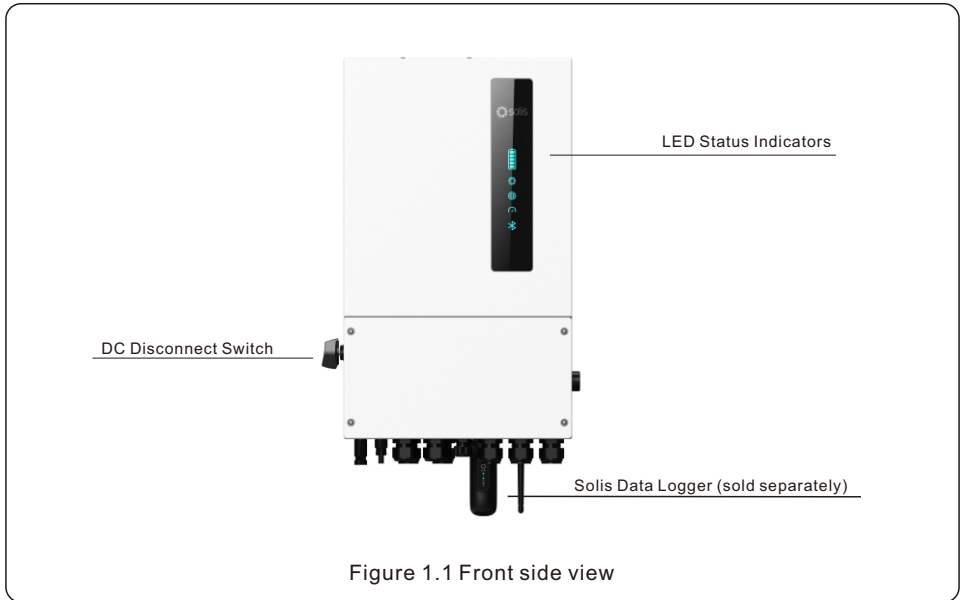 solis
LED Status Indicators
DC Disconnect Switch
Solis Data Logger (sold separately)
Figure 1.1 Front side view